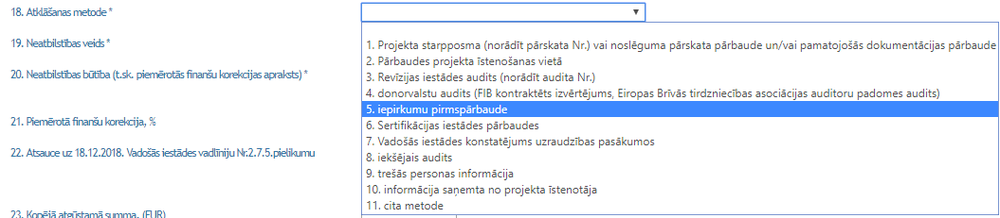 18. Atklāšanas metode *
19. Neatbilstības veids *
1. Projekta starpposma (norādīt pārskata Nr.) vai noslēguma pārskata pārbaude un/vai pamatojošās dokumentācijas pārbaude
2. Pārbaudes projekta īstenošanas vietā
20. Neatbilstības būtība (t.sk. piemērotās finanšu korekcijas apraksts) *
3. Revīzijas iestādes audits (norādīt audita Nr.)
4. donorvalstu audits (FIB kontraktēts izvērtējums, Eiropas Brīvās tirdzniecības asociācijas auditoru padomes audits)
5. iepirkumu pirmspārbaude
21. Piemērotā finanšu korekcija, %
6. Sertifikācijas iestādes pārbaudes
7. Vadošās iestādes konstatējums uzraudzības pasākumos
22. Atsauce uz 18.12.2018. Vadošās iestādes vadlīniju Nr.2.7.5.pielikumu
8. iekšējais audits
9. trešās personas informācija
10. informācija saņemta no projekta īstenotāja
11. cita metode
23. Kopējā atgūstamā summa, (EUR)